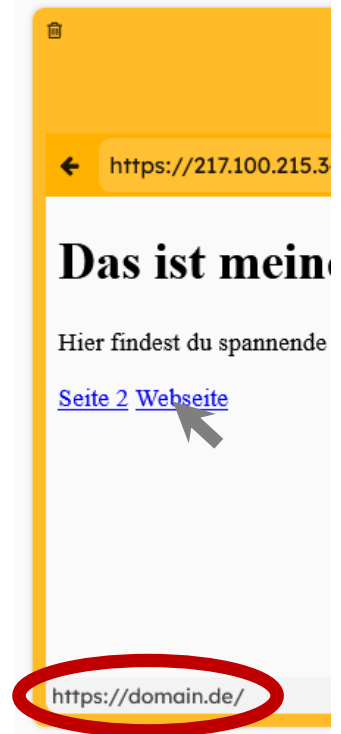 https://217.100.215.3
Das ist mein
Hier findest du spannende
Seite 2 Webseite
https://domain.de/